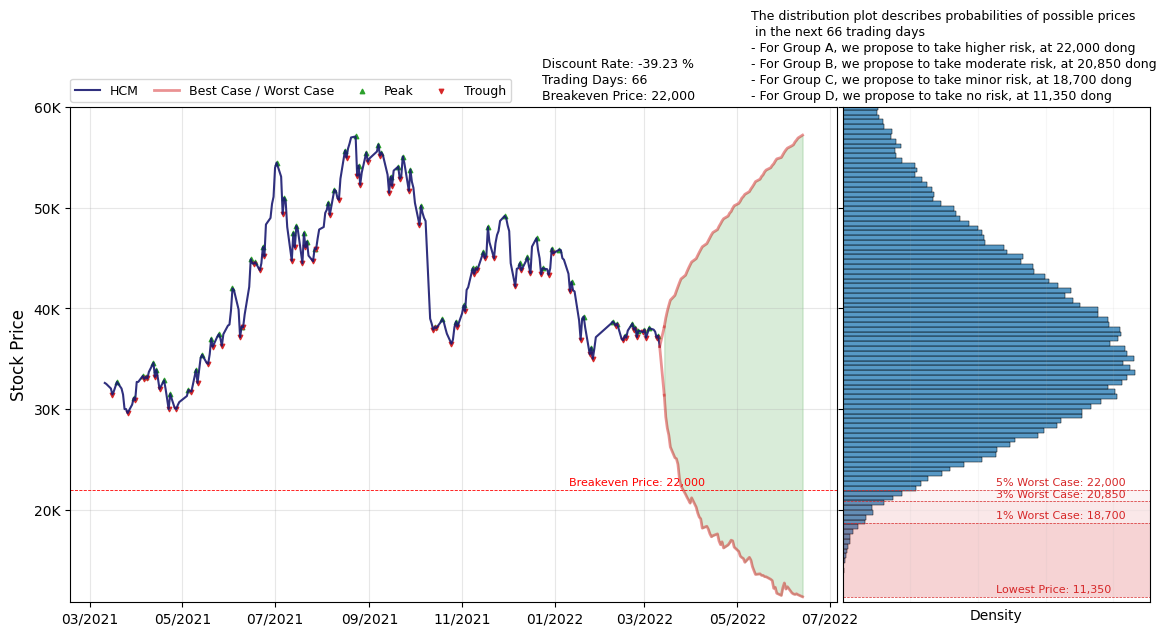 The distribution plot describes probabilities of possible prices
in the next 66 trading days
- For Group A, we propose to take higher risk, at 22,000 dong
- For Group B, we propose to take moderate risk, at 20,850 dong
- For Group C, we propose to take minor risk, at 18,700 dong
- For Group D, we propose to take no risk, at 11,350 dong
Discount Rate: -39.23 %
Trading Days: 66
Breakeven Price: 22,000
HCM Best Case / Worst Case Peak Trough
60K
50K
40K
30K
20K
Stock Price
Breakeven Price: 22,000
5% Worst Case: 22,000
3% Worst Case: 20,850
1% Worst Case: 18,700
Lowest Price: 11,350
03/2021 05/2021 07/2021 09/2021 11/2021 01/2022 03/2022 05/2022 07/2022
Density